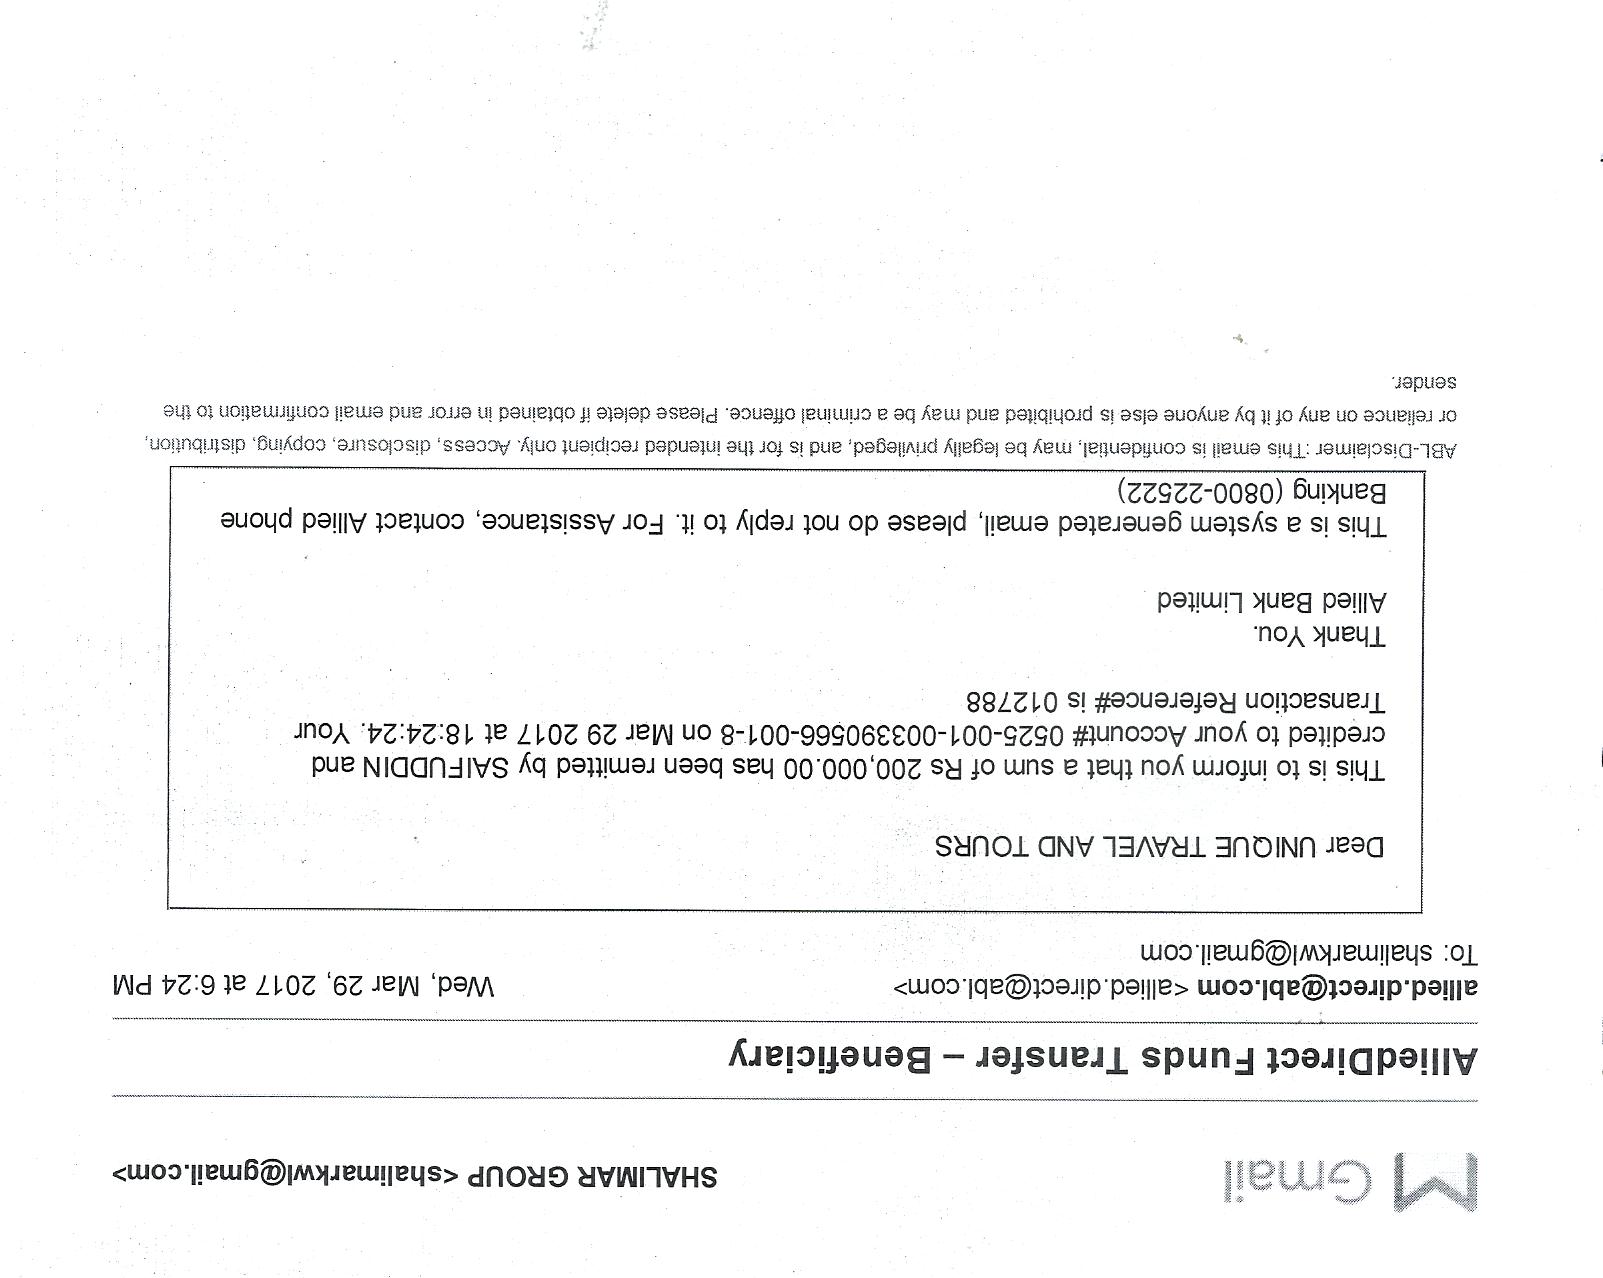 Gmail
SHALIMAR GROUP <shalimarkwl@gmail.com>
AlliedDirect Funds Transfer – Beneficiary
allied.direct@abl.com <allied.direct@abl.com>
Wed, Mar 29, 2017 at 6:24 PM
To: shalimarkwl@gmail.com
Dear UNIQUE TRAVEL AND TOURS
This is to inform you that a sum of Rs 200,000.00 has been remitted by SAIFUDDIN and
credited to your Account# 0525-001-003390566-001-8 on Mar 29 2017 at 18:24:24. Your
Transaction Reference# is 012788
Thank You.
Allied Bank Limited
This is a system generated email, please do not reply to it. For Assistance, contact Allied phone
Banking (0800-22522)
ABL-Disclaimer :This email is confidential, may be legally privileged, and is for the intended recipient only. Access, disclosure, copying, distribution,
or reliance on any of it by anyone else is prohibited and may be a criminal offence. Please delete if obtained in error and email confirmation to the
sender.